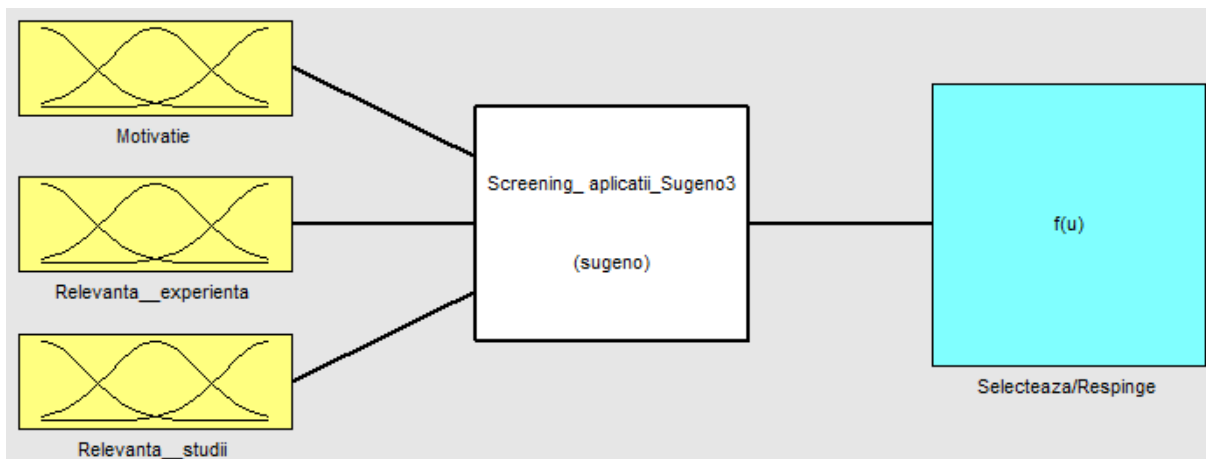 Motivatie
Relevanta__experienta
Relevanta__studii
Screening_ aplicatii_Sugeno3
(sugeno)
f(u)
Selecteaza/Respinge